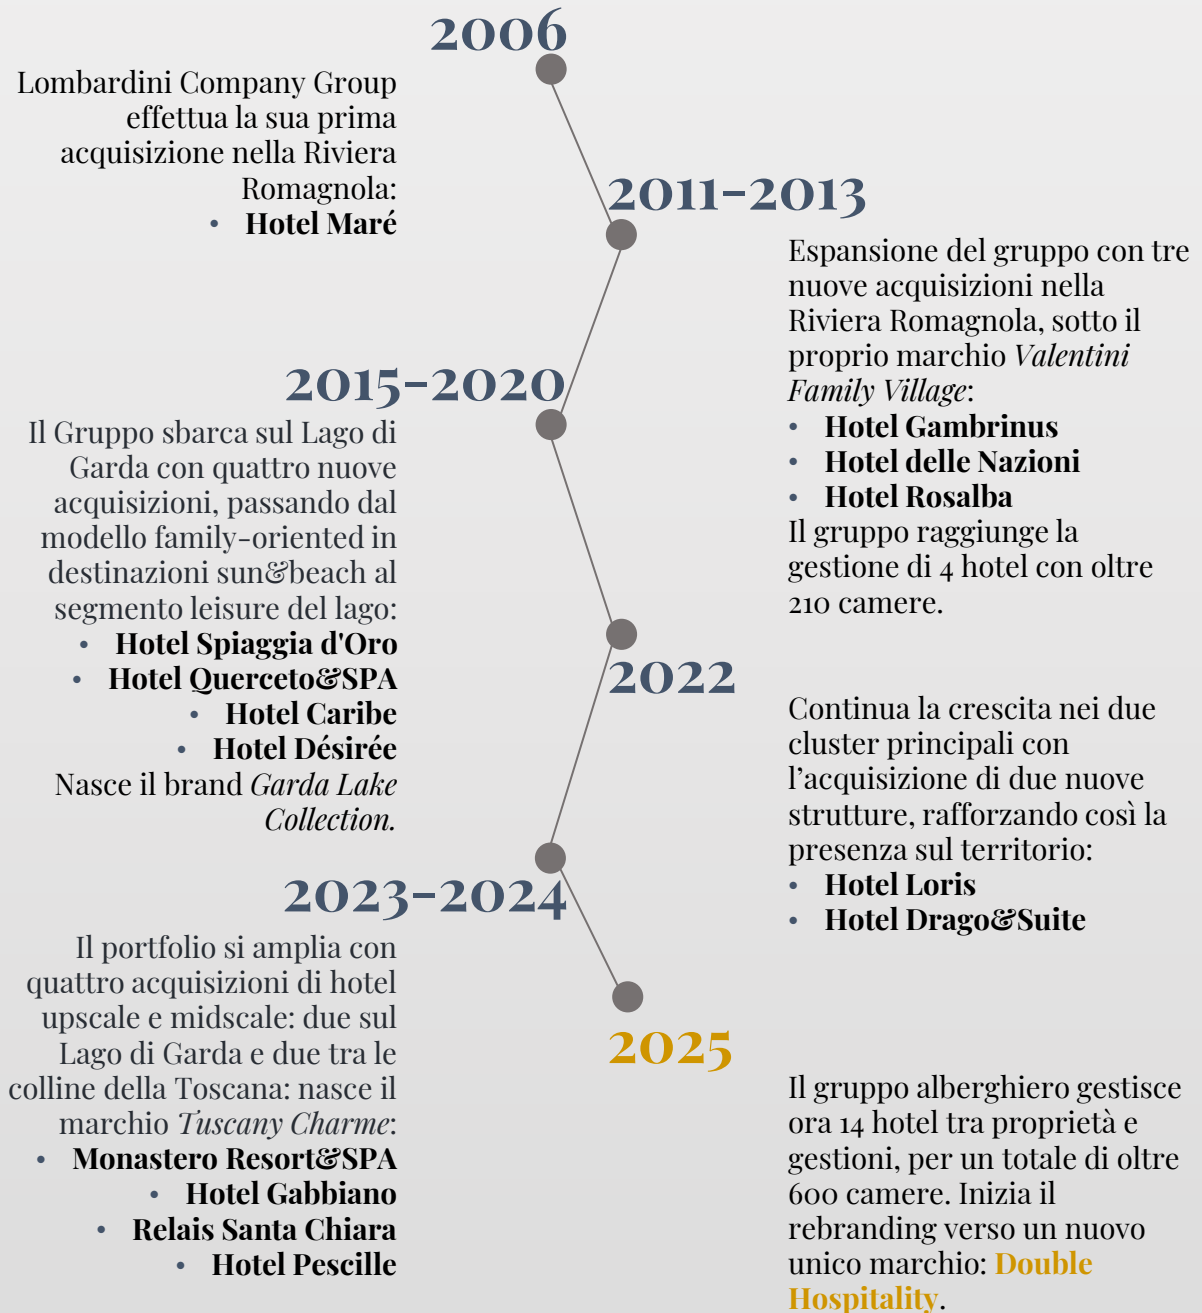 2006
Lombardini Company Group
effettua la sua prima
acquisizione nella Riviera
Romagnola:
• Hotel Maré
2011-2013
Espansione del gruppo con tre
nuove acquisizioni nella
Riviera Romagnola, sotto il
proprio marchio Valentini
Family Village:
• Hotel Gambrinus
• Hotel delle Nazioni
• Hotel Rosalba
Il gruppo raggiunge la
gestione di 4 hotel con oltre
210 camere.
2015-2020
Il Gruppo sbarca sul Lago di
Garda con quattro nuove
acquisizioni, passando dal
modello family-oriented in
destinazioni sun&beach al
segmento leisure del lago:
• Hotel Spiaggia d'Oro
• Hotel Querceto&SPA
• Hotel Caribe
• Hotel Désirée
Nasce il brand Garda Lake
Collection.
2022
Continua la crescita nei due
cluster principali con
l’acquisizione di due nuove
strutture, rafforzando così la
presenza sul territorio:
• Hotel Loris
• Hotel Drago&Suite
2023-2024
Il portfolio si amplia con
quattro acquisizioni di hotel
upscale e midscale: due sul
Lago di Garda e due tra le
colline della Toscana: nasce il
marchio Tuscany Charme:
• Monastero Resort&SPA
• Hotel Gabbiano
• Relais Santa Chiara
• Hotel Pescille
2025
Il gruppo alberghiero gestisce
ora 14 hotel tra proprietà e
gestioni, per un totale di oltre
600 camere. Inizia il
rebranding verso un nuovo
unico marchio: Double
Hospitality.